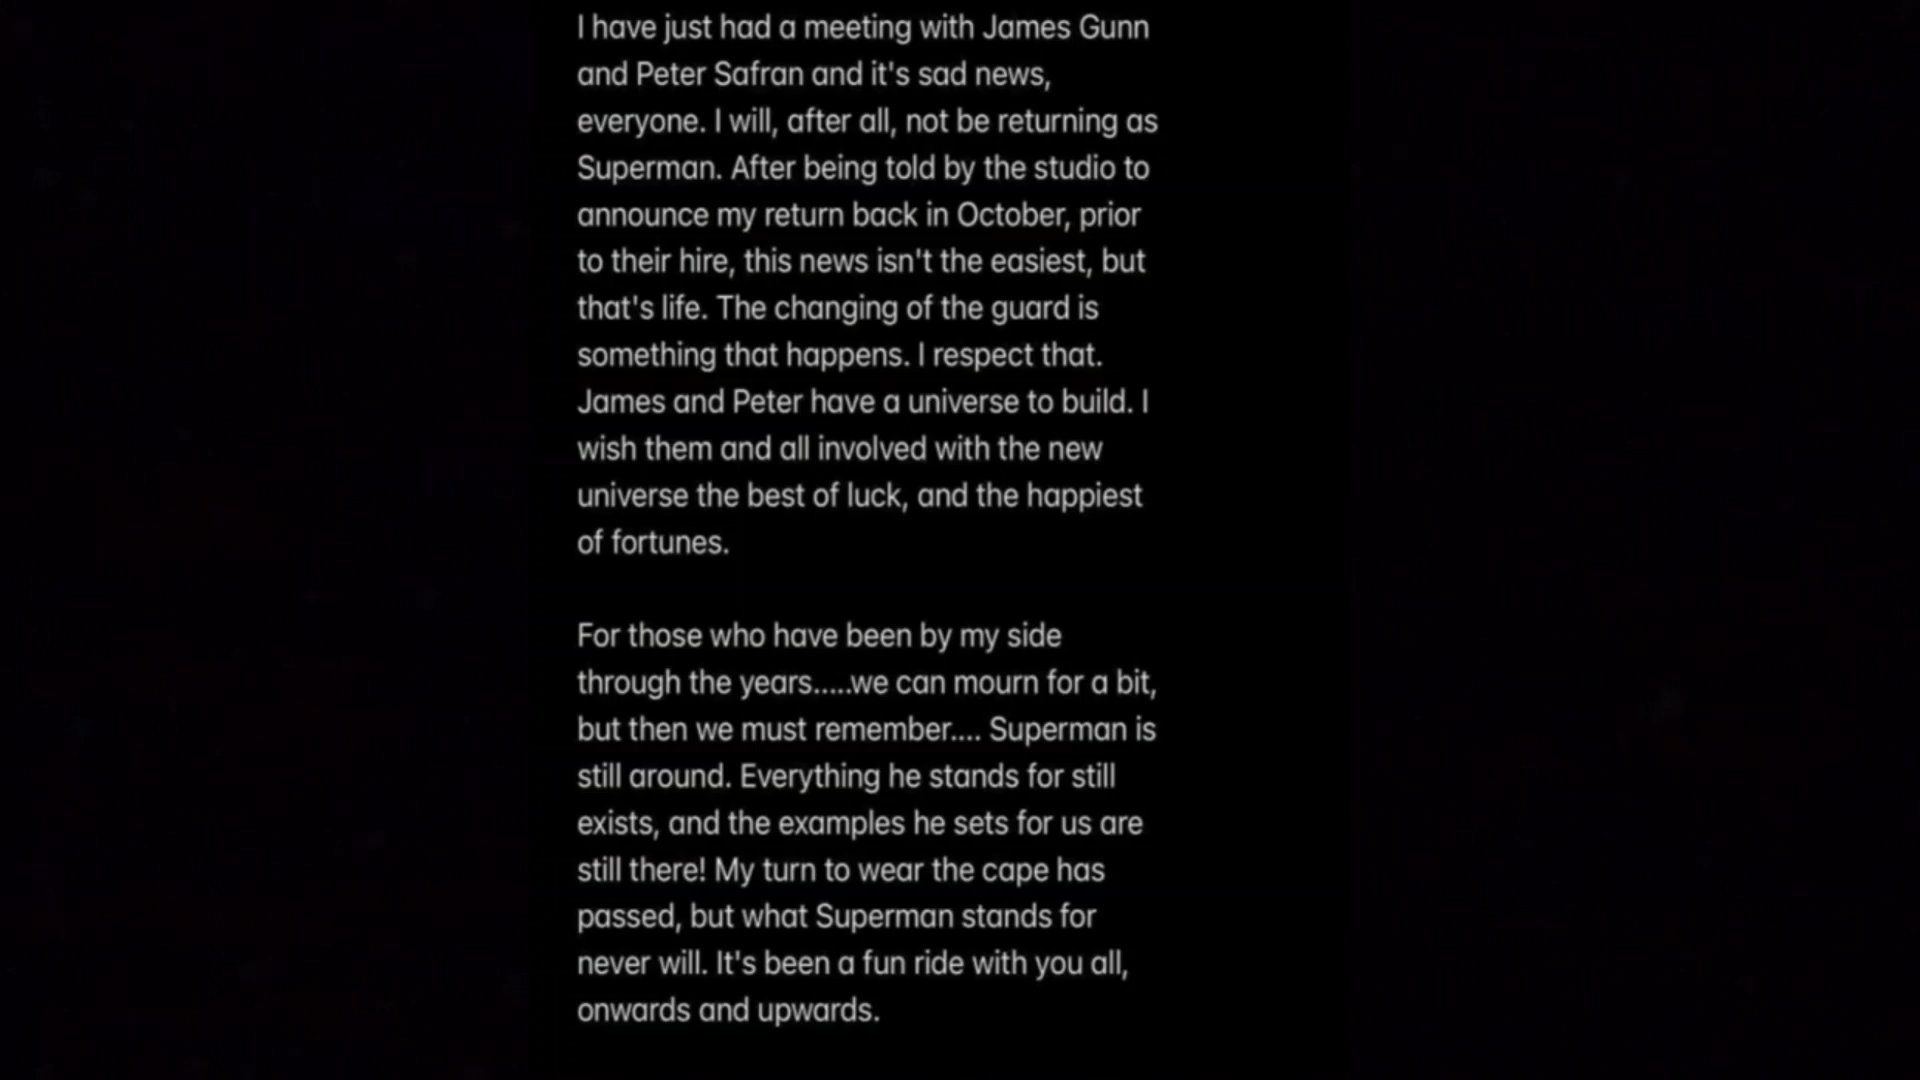 I have just had a meeting with James Gunn
and Peter Safran and it's sad news,
everyone. I will, after all, not be returning as
Superman. After being told by the studio to
announce my return back in October, prior
to their hire, this news isn't the easiest, but
that's life. The changing of the guard is
something that happens. I respect that.
James and Peter have a universe to build. I
wish them and all involved with the new
universe the best of luck, and the happiest
of fortunes.
For those who have been by my side
through the years.....we can mourn for a bit,
but then we must remember.... Superman is
still around. Everything he stands for still
exists, and the examples he sets for us are
still there! My turn to wear the cape has
passed, but what Superman stands for
never will. It's been a fun ride with you all,
onwards and upwards.